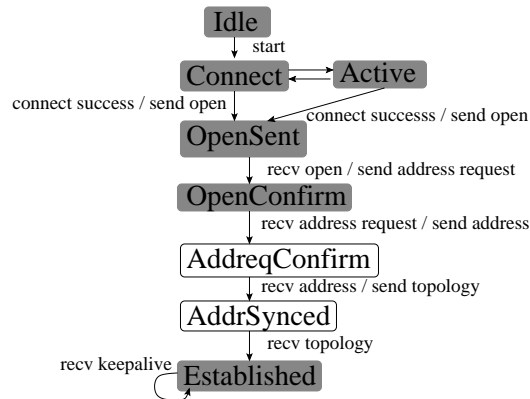 Idle
start
Connect
Active
connect success / send open
connect successs / send open
OpenSent
recv open / send address request
OpenConfirm
recv address request / send address
AddreqConfirm
recv address / send topology
AddrSynced
recv topology
recv keepalive
Established